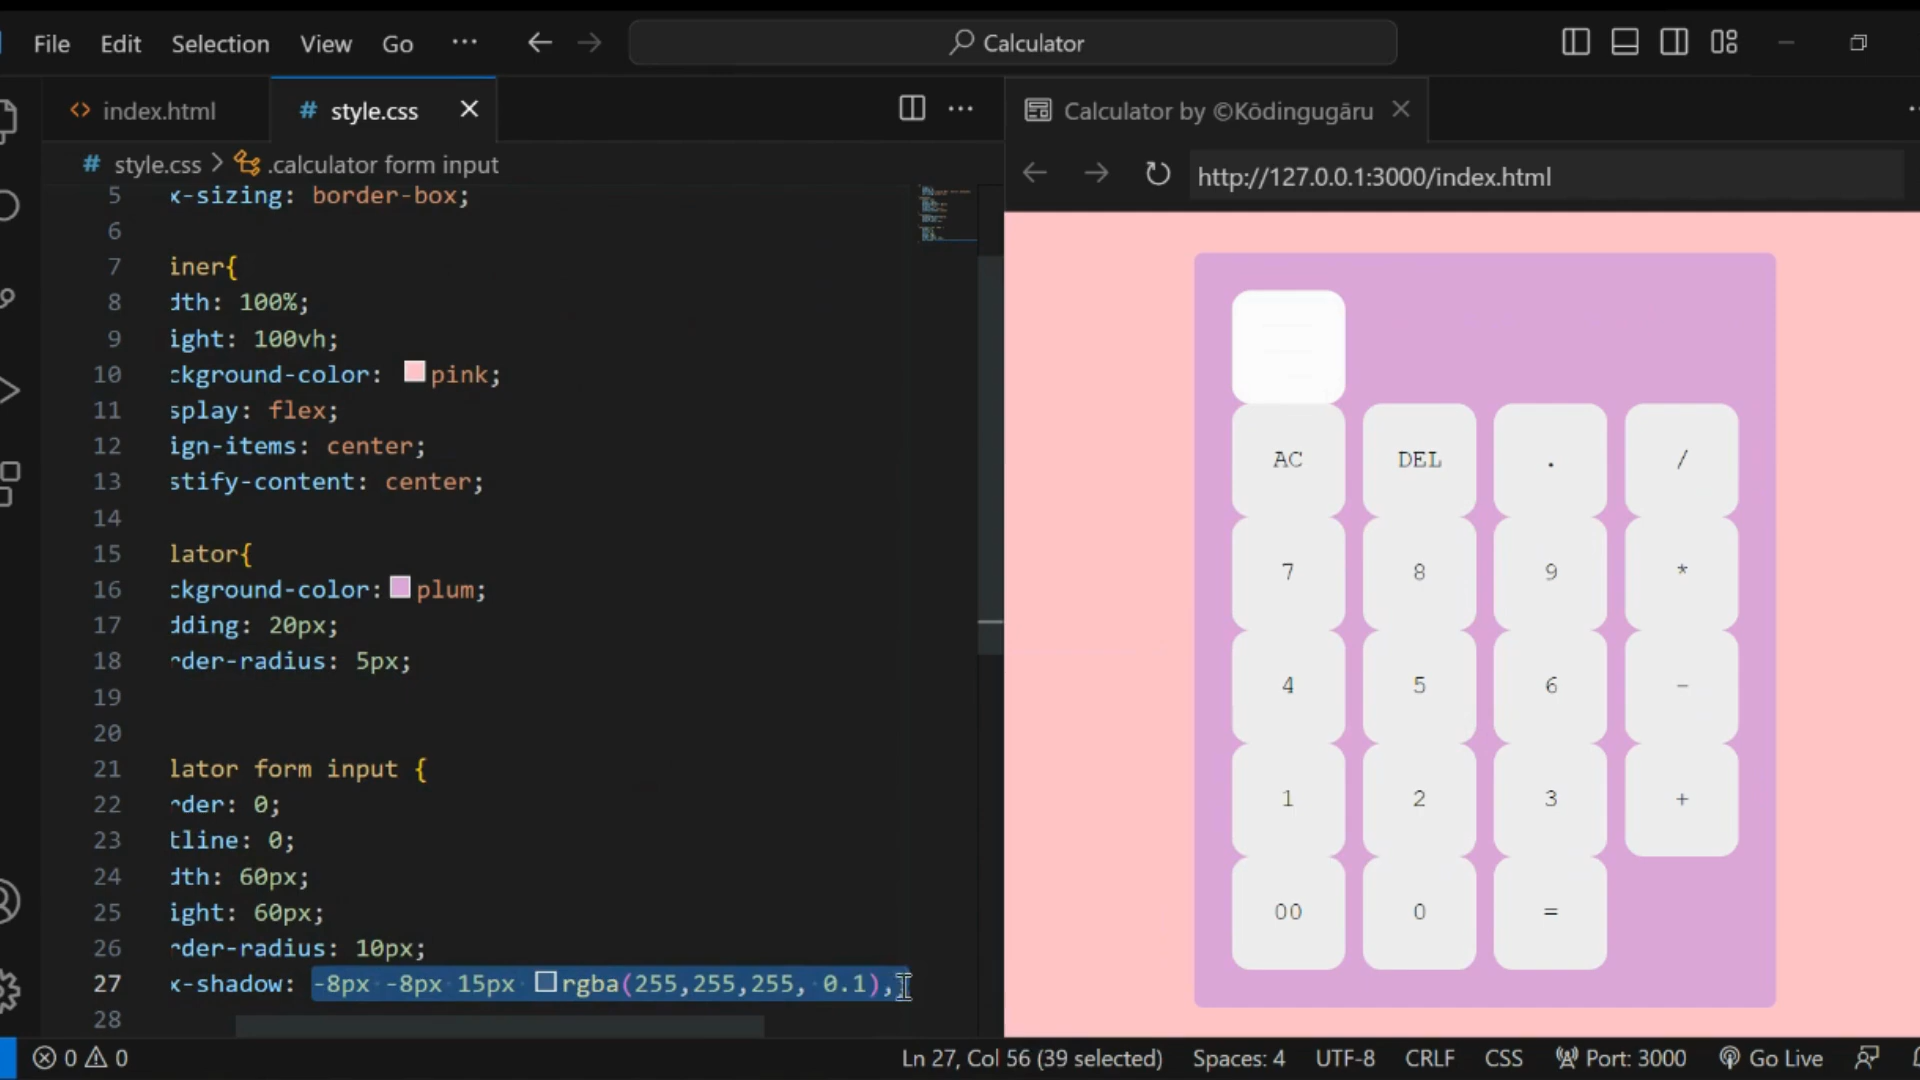 File Edit Selection View Go ··· Calculator
index.html style.css Calculator by ©Kōdingugāru
style.css > .calculator form input
http://127.0.0.1:3000/index.html
5 x-sizing: border-box;
6
7 iner{
8 dth: 100%;
9 ight: 100vh;
10 ckground-color: pink;
11 splay: flex;
12 ign-items: center;
13 stify-content: center;
14
15 lator{
16 ckground-color: plum;
17 dding: 20px;
18 rder-radius: 5px;
19
20
21 lator form input {
22 rder: 0;
23 tline: 0;
24 dth: 60px;
25 ight: 60px;
26 rder-radius: 10px;
27 x-shadow: -8px -8px 15px rgba(255,255,255, 0.1),
28
AC DEL . /
7 8 9 *
4 5 6 -
1 2 3 +
00 0 =
0 0 Ln 27, Col 56 (39 selected) Spaces: 4 UTF-8 CRLF CSS Port: 3000 Go Live